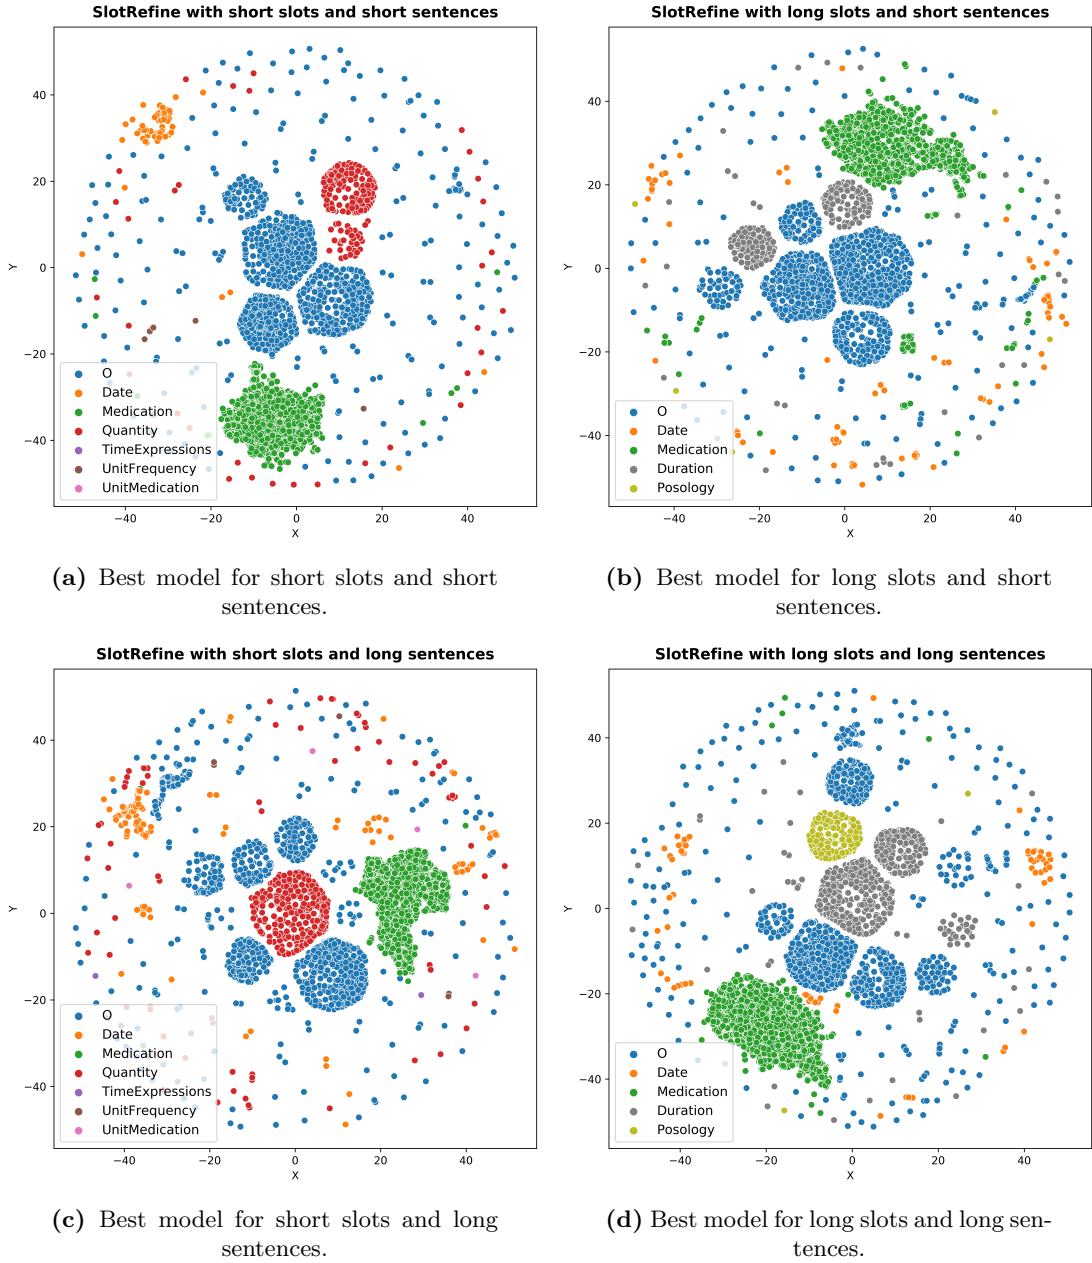 SlotRefine with short slots and short sentences
Y
40
20
0
−20
−40
O
Date
Medication
Quantity
TimeExpressions
UnitFrequency
UnitMedication
−40 −20 0 20 40
X
(a) Best model for short slots and short
sentences.
SlotRefine with long slots and short sentences
Y
40
20
0
−20
−40
O
Date
Medication
Duration
Posology
−40 −20 0 20 40
X
(b) Best model for long slots and short
sentences.
SlotRefine with short slots and long sentences
Y
40
20
0
−20
−40
O
Date
Medication
Quantity
TimeExpressions
UnitFrequency
UnitMedication
−40 −20 0 20 40
X
(c) Best model for short slots and long
sentences.
SlotRefine with long slots and long sentences
Y
40
20
0
−20
−40
O
Date
Medication
Duration
Posology
−40 −20 0 20 40
X
(d) Best model for long slots and long sen-
tences.